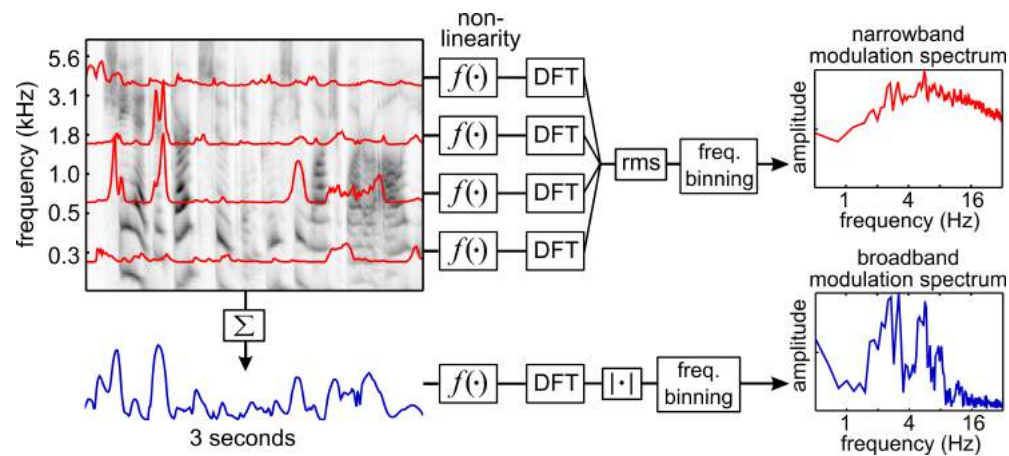 non-
linearity
5.6
3.1
1.8
1.0
0.5
0.3
frequency (kHz)
f(·)
DFT
f(·)
DFT
f(·)
DFT
f(·)
DFT
rms
freq.
binning
narrowband
modulation spectrum
amplitude
1 4 16
frequency (Hz)
Σ
3 seconds
f(·)
DFT
|·|
freq.
binning
broadband
modulation spectrum
amplitude
1 4 16
frequency (Hz)